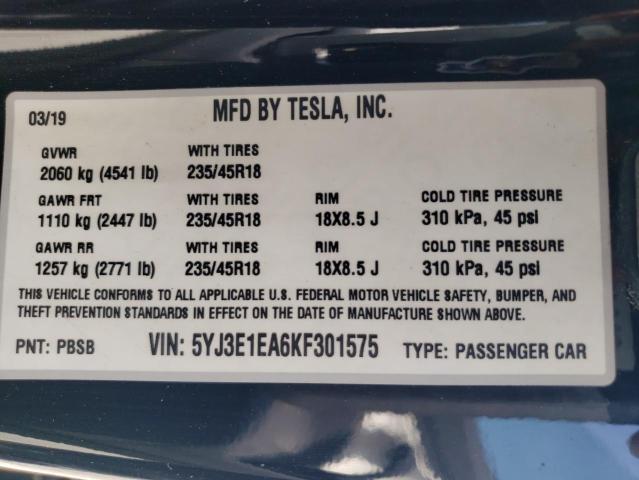 03/19 MFD BY TESLA, INC.
GVWR WITH TIRES
2060 kg (4541 lb) 235/45R18
GAWR FRT WITH TIRES RIM COLD TIRE PRESSURE
1110 kg (2447 lb) 235/45R18 18X8.5 J 310 kPa, 45 psi
GAWR RR WITH TIRES RIM COLD TIRE PRESSURE
1257 kg (2771 lb) 235/45R18 18X8.5 J 310 kPa, 45 psi
THIS VEHICLE CONFORMS TO ALL APPLICABLE U.S. FEDERAL MOTOR VEHICLE SAFETY, BUMPER, AND
THEFT PREVENTION STANDARDS IN EFFECT ON THE DATE OF MANUFACTURE SHOWN ABOVE.
PNT: PBSB VIN: 5YJ3E1EA6KF301575 TYPE: PASSENGER CAR